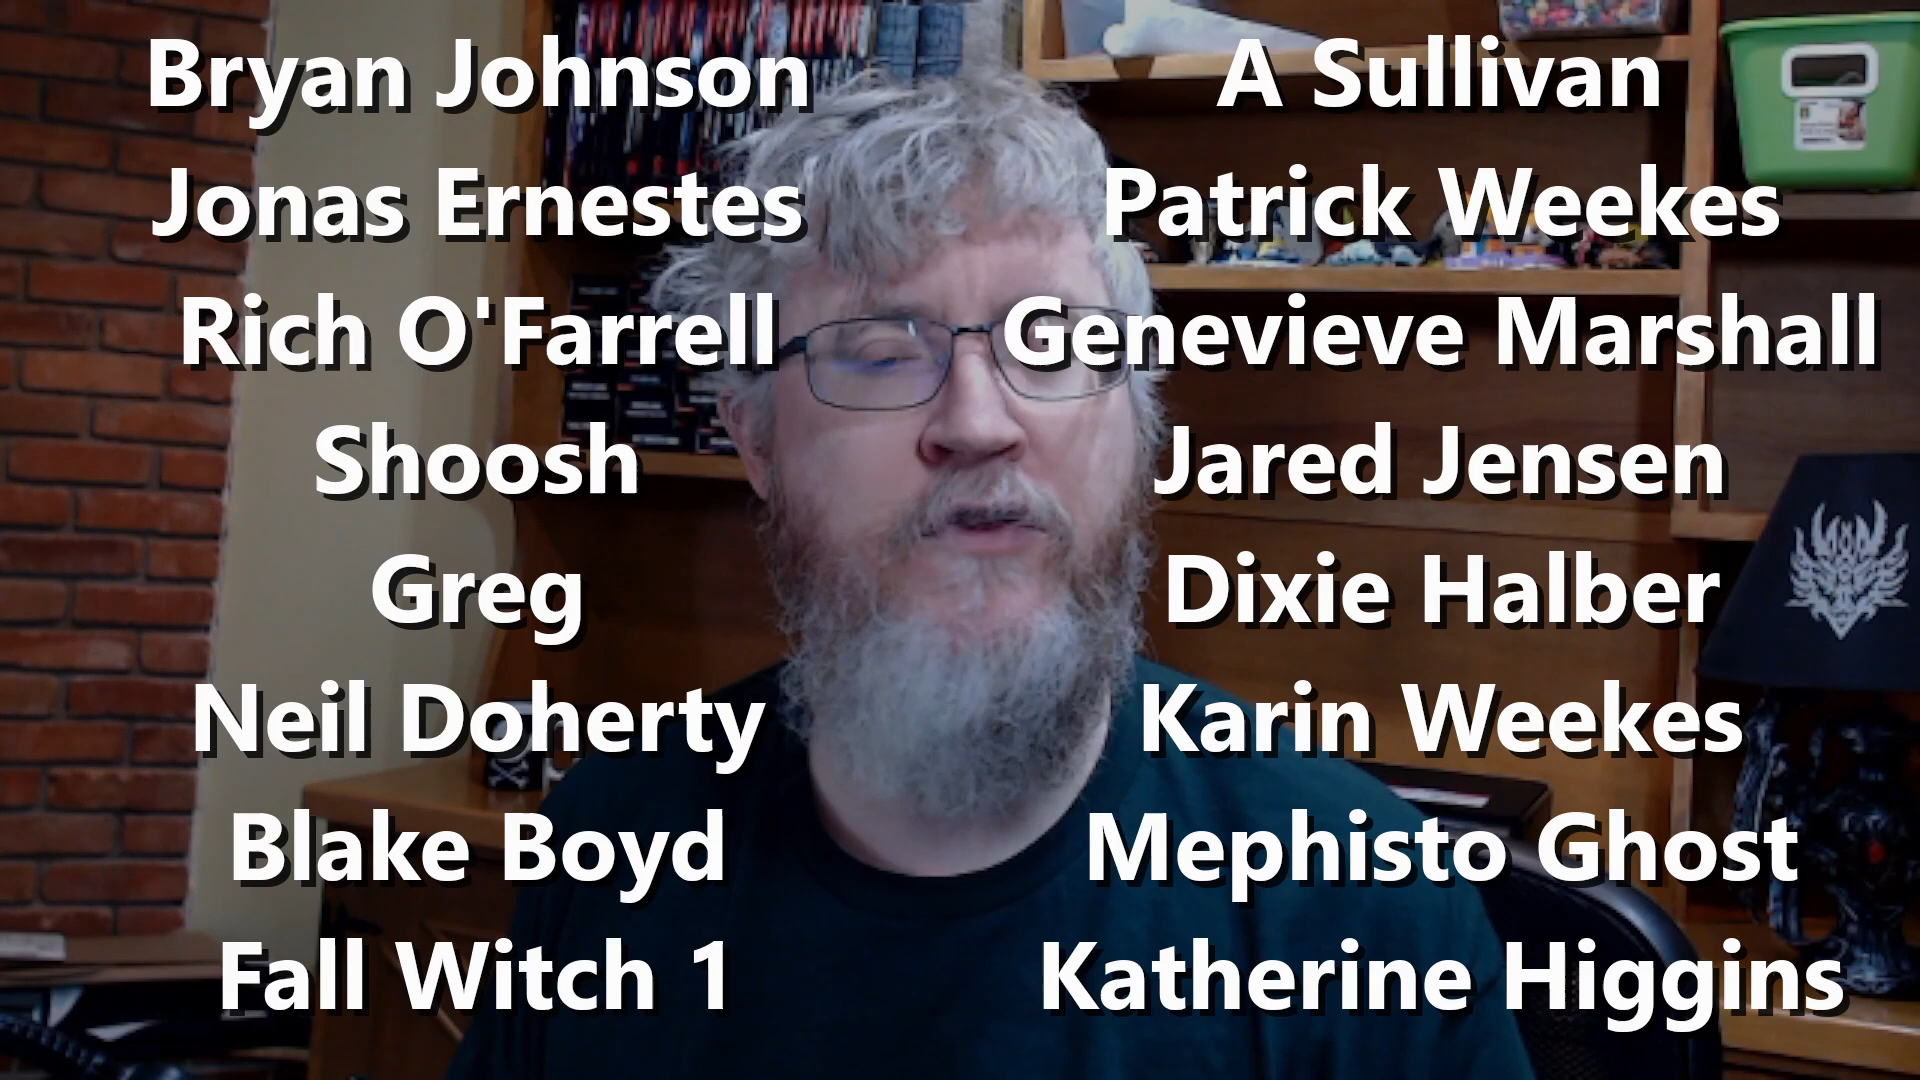 Bryan Johnson
Jonas Ernestes
Rich O'Farrell
Shoosh
Greg
Neil Doherty
Blake Boyd
Fall Witch 1
A Sullivan
Patrick Weekes
Genevieve Marshall
Jared Jensen
Dixie Halber
Karin Weekes
Mephisto Ghost
Katherine Higgins